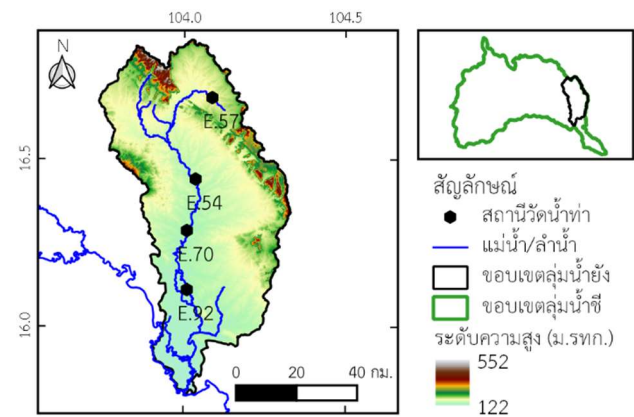 104.0
104.5
N
16.5
16.0
E.57
E.54
E.70
E.92
0
20
40 กม.
สัญลักษณ์
สถานีวัดน้ำท่า
แม่น้ำ/ลำน้ำ
ขอบเขตลุ่มน้ำยัง
ขอบเขตลุ่มน้ำชี
ระดับความสูง (ม.รทก.)
552
122